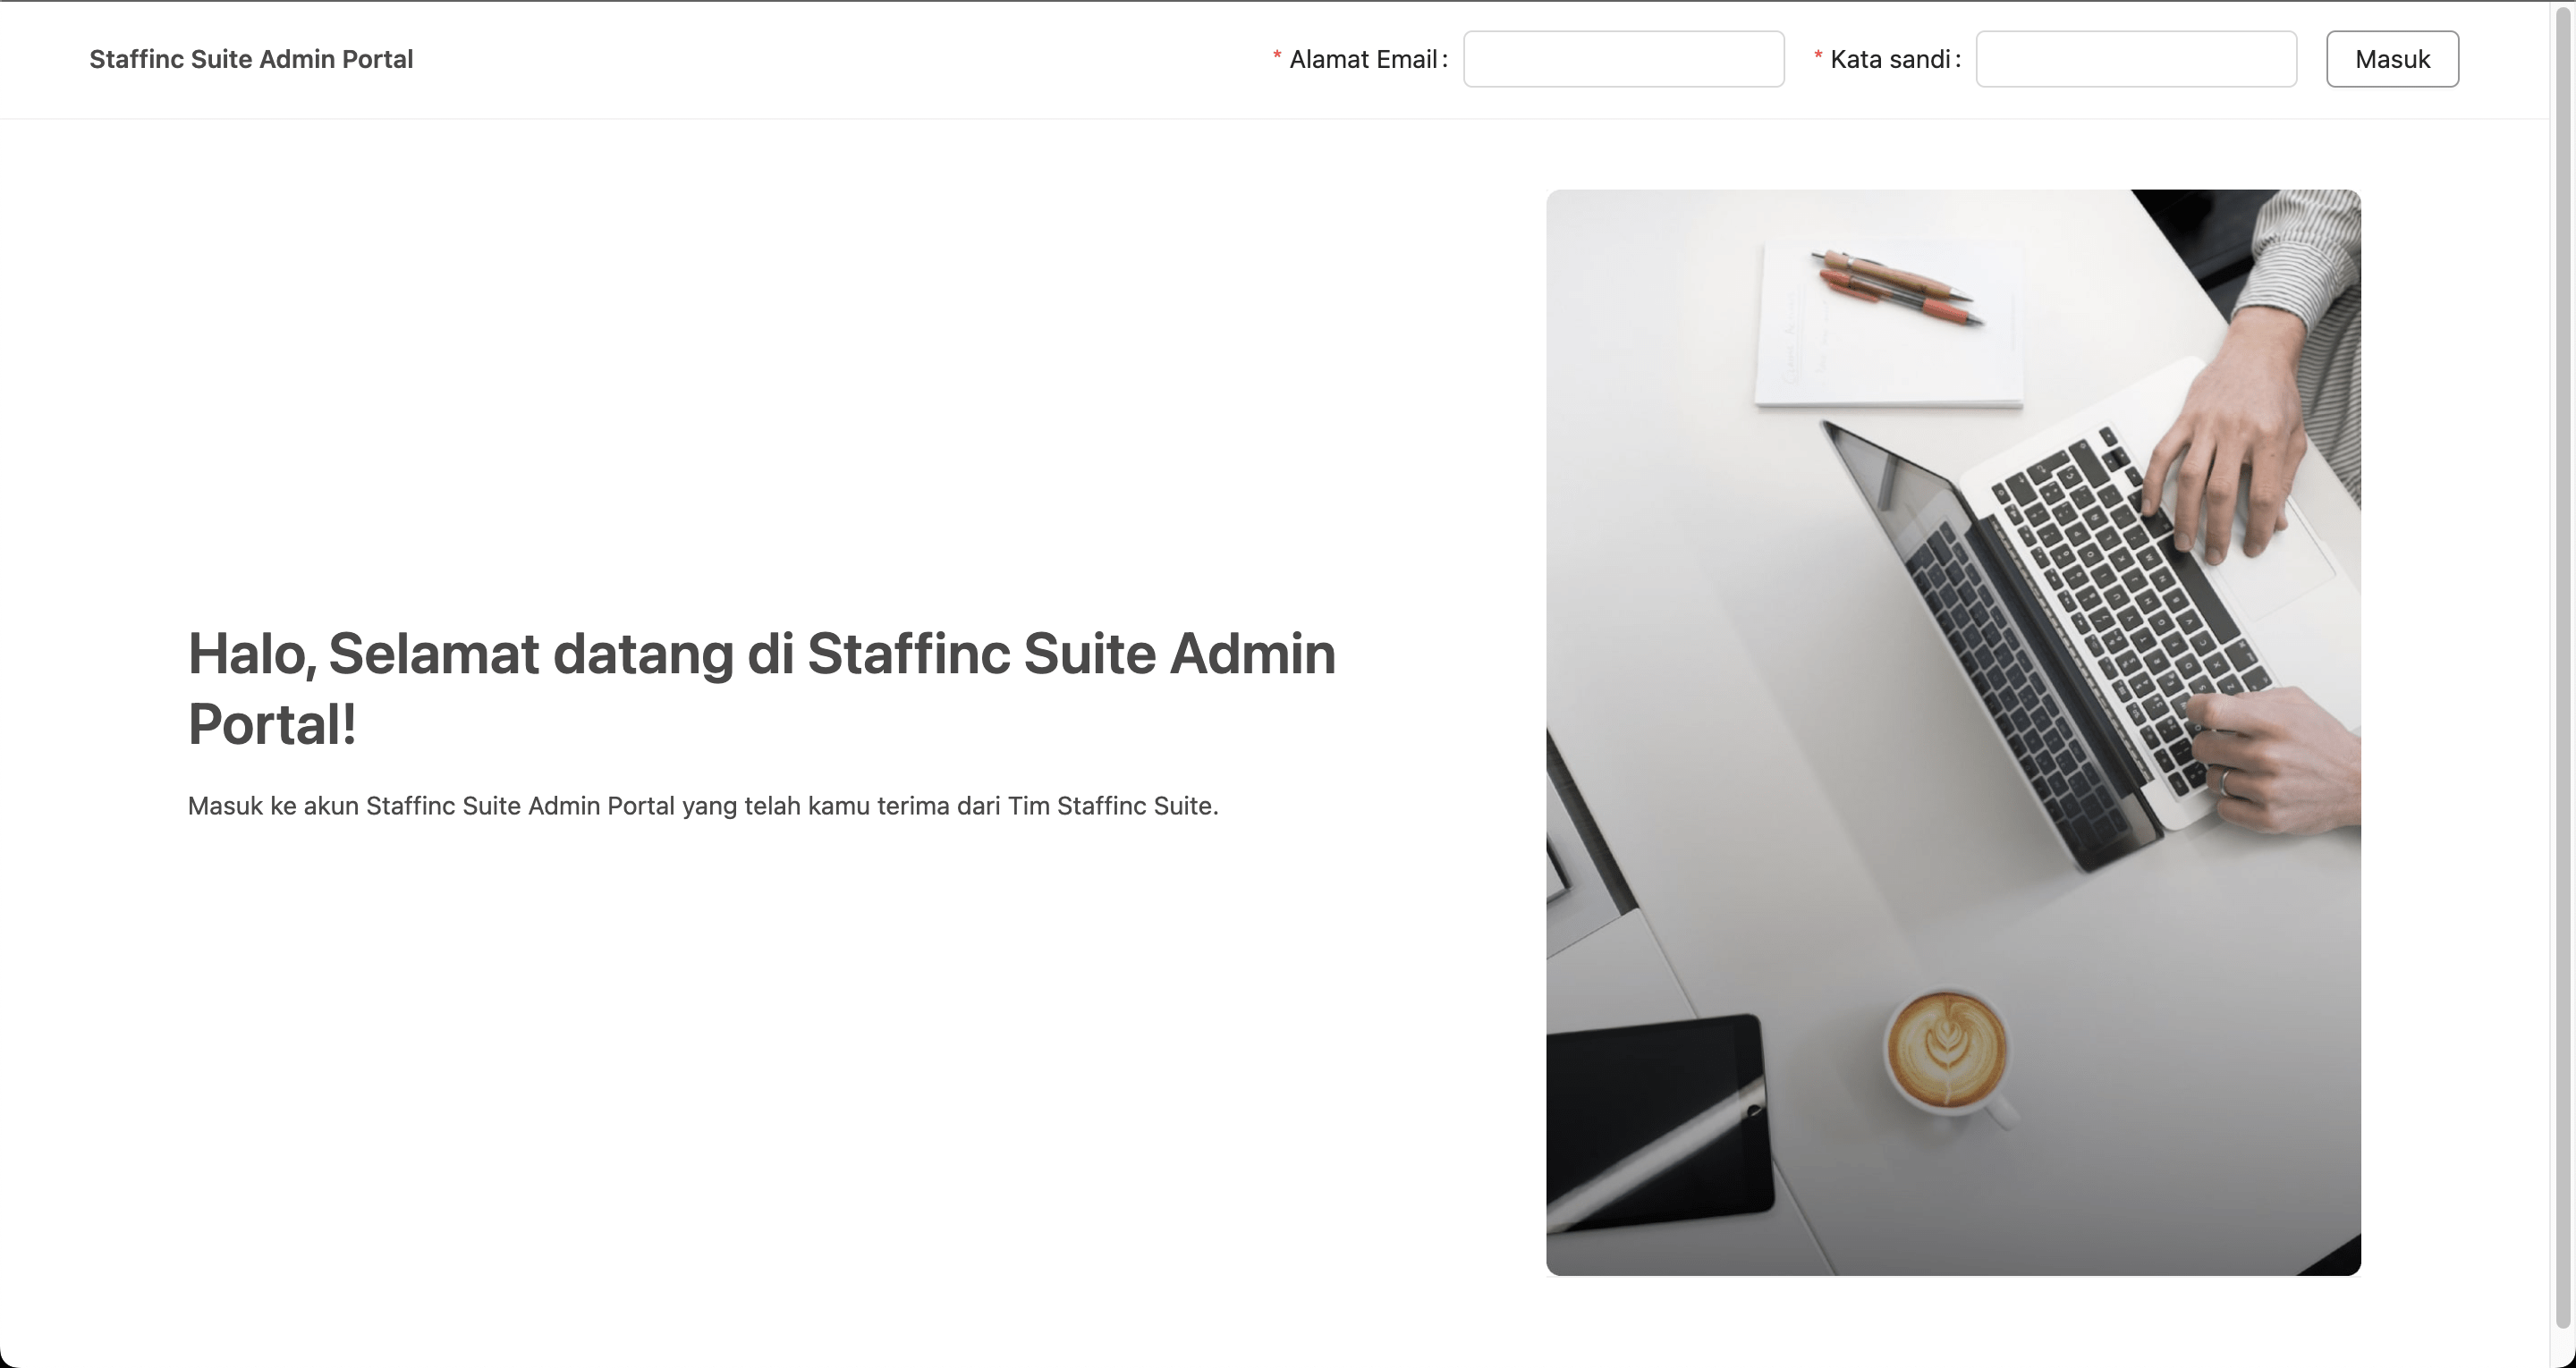 Staffinc Suite Admin Portal
* Alamat Email :
* Kata sandi :
Masuk
Halo, Selamat datang di Staffinc Suite Admin
Portal!
Masuk ke akun Staffinc Suite Admin Portal yang telah kamu terima dari Tim Staffinc Suite.